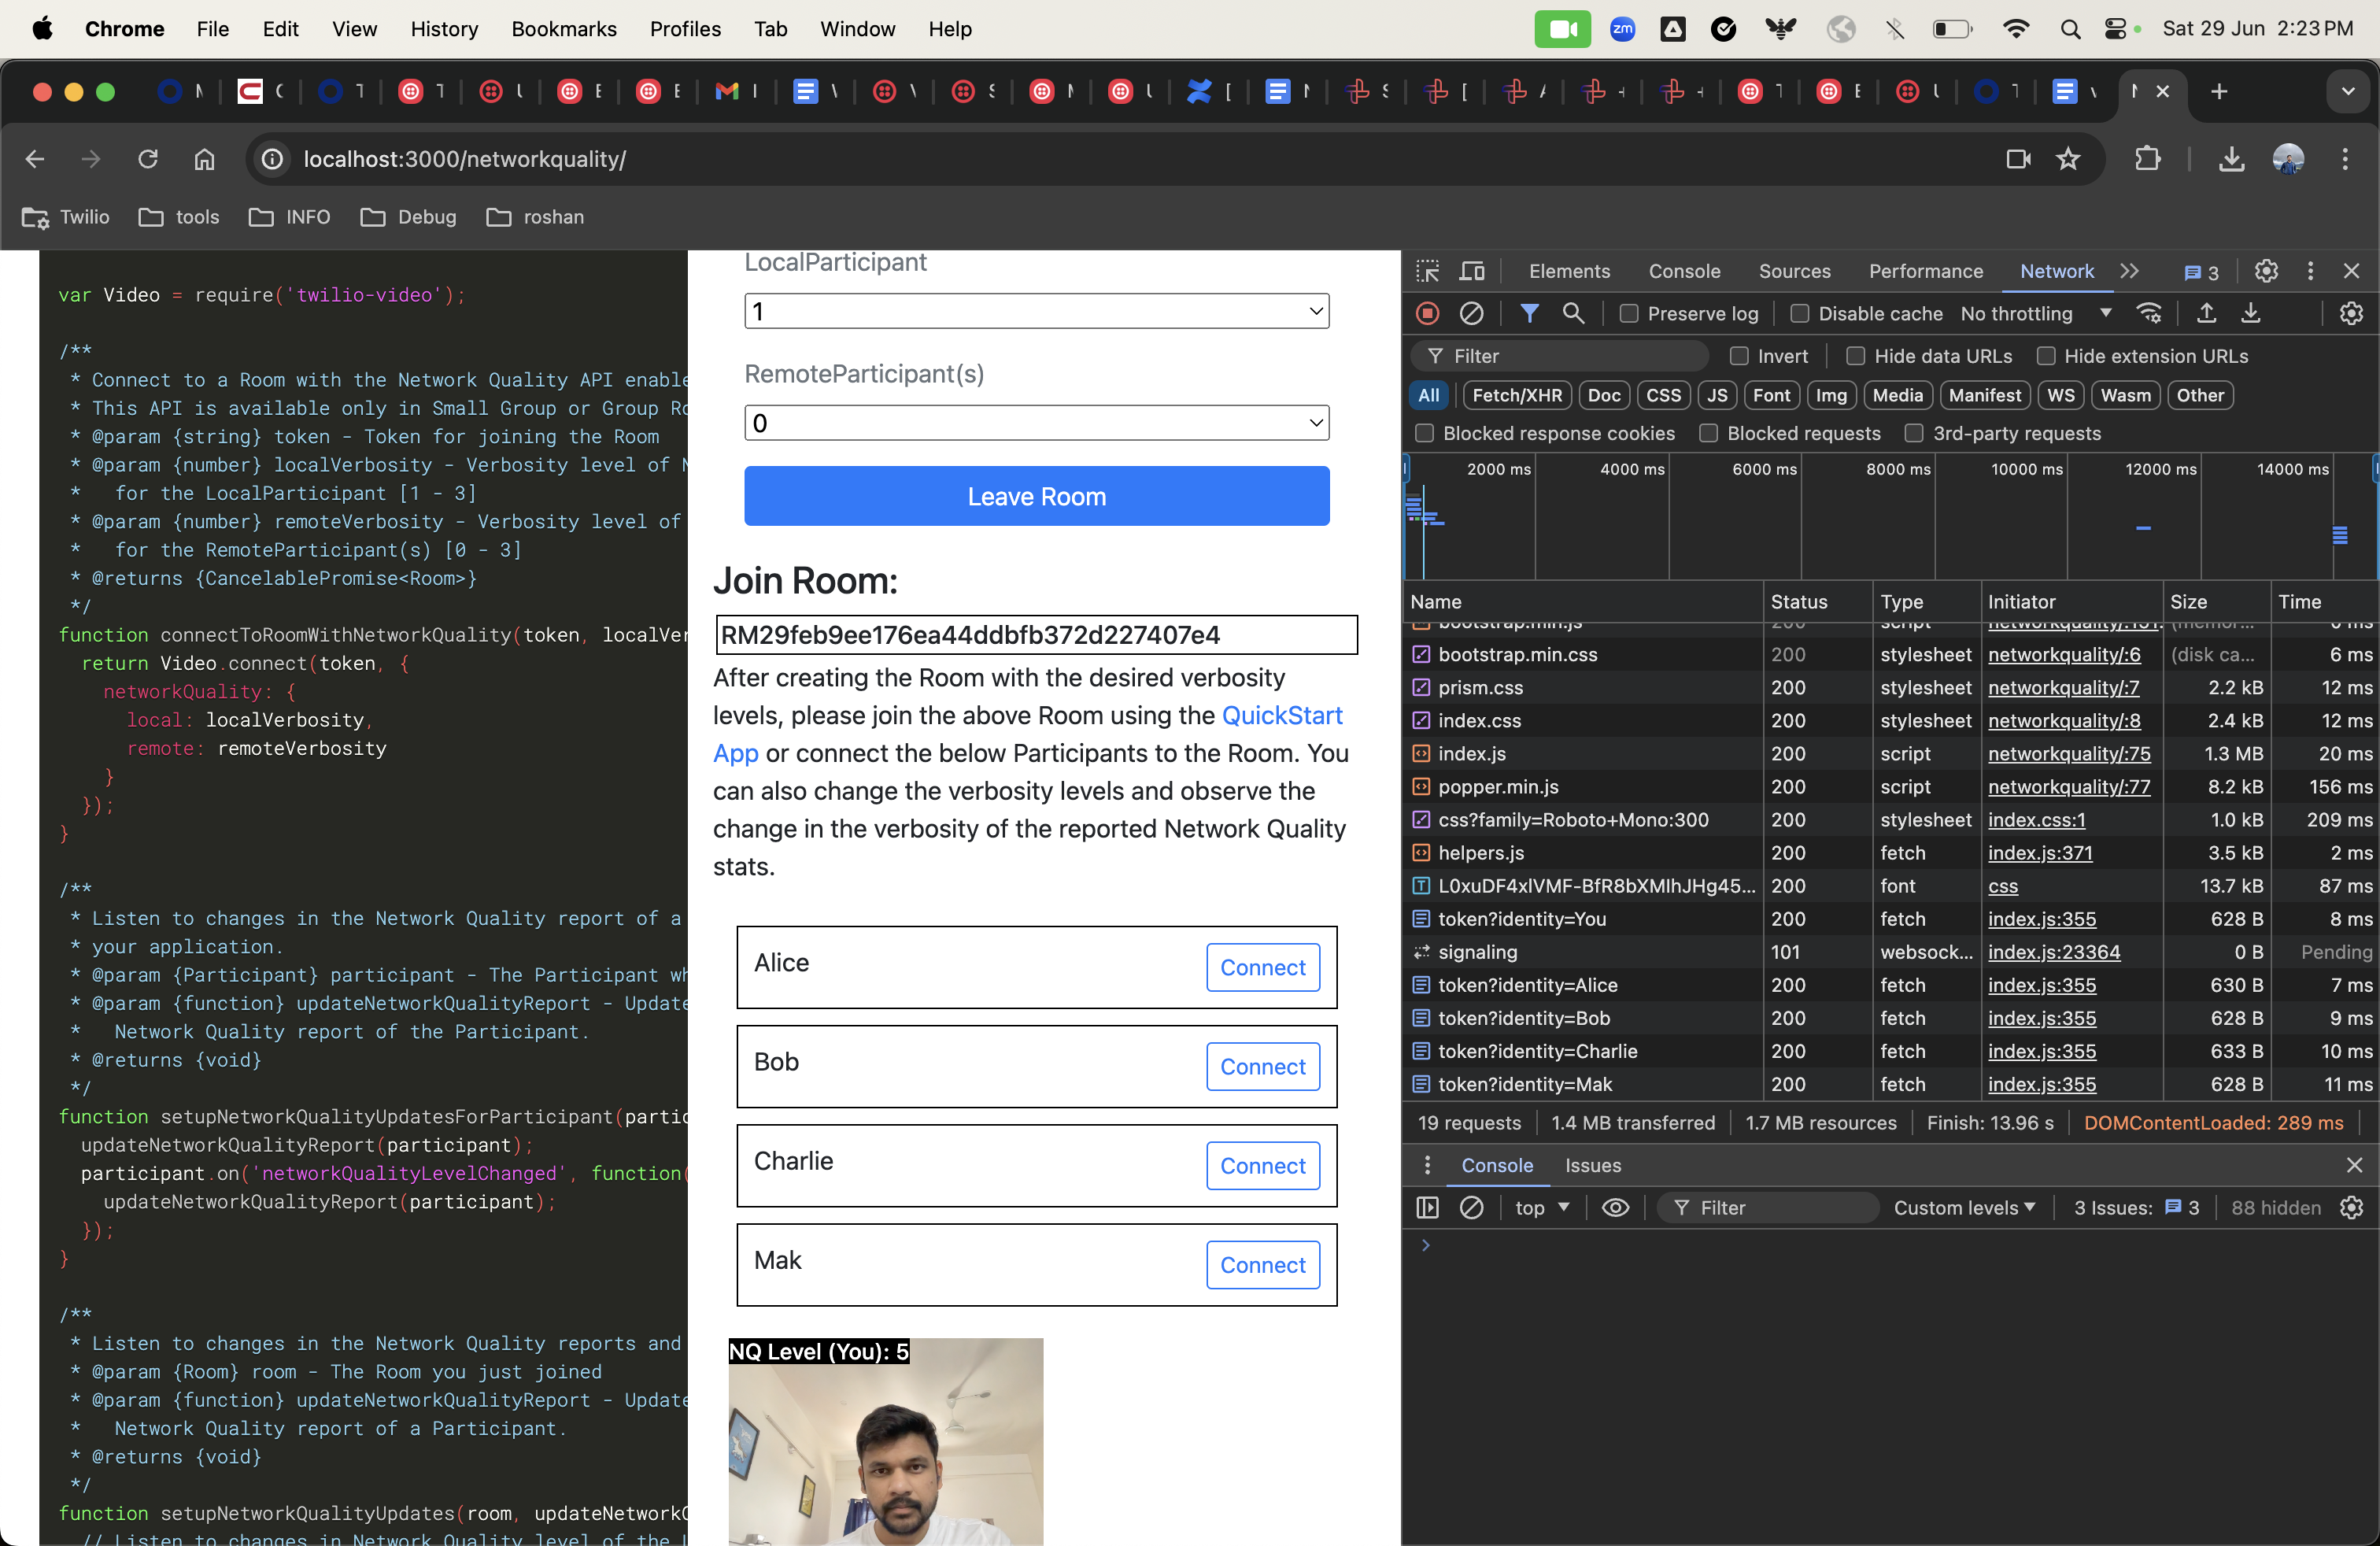 Chrome File Edit View History Bookmarks Profiles Tab Window Help zm Sat 29 Jun 2:23 PM
localhost:3000/networkquality/
Twilio tools INFO Debug roshan
var Video = require('twilio-video');
/**
* Connect to a Room with the Network Quality API enable
* This API is available only in Small Group or Group Ro
* @param {string} token - Token for joining the Room
* @param {number} localVerbosity - Verbosity level of N
* for the LocalParticipant [1 - 3]
* @param {number} remoteVerbosity - Verbosity level of
* for the RemoteParticipant(s) [0 - 3]
* @returns {CancelablePromise<Room>}
*/
function connectToRoomWithNetworkQuality(token, localVer
return Video.connect(token, {
networkQuality: {
local: localVerbosity,
remote: remoteVerbosity
}
});
}
/**
* Listen to changes in the Network Quality report of a
* your application.
* @param {Participant} participant - The Participant wh
* @param {function} updateNetworkQualityReport - Update
* Network Quality report of the Participant.
* @returns {void}
*/
function setupNetworkQualityUpdatesForParticipant(partic
updateNetworkQualityReport(participant);
participant.on('networkQualityLevelChanged', function(
updateNetworkQualityReport(participant);
});
}
/**
* Listen to changes in the Network Quality reports and
* @param {Room} room - The Room you just joined
* @param {function} updateNetworkQualityReport - Update
* Network Quality report of a Participant.
* @returns {void}
*/
function setupNetworkQualityUpdates(room, updateNetworkQ
// Listen to changes in Network Quality level of the
LocalParticipant
1
RemoteParticipant(s)
0
Leave Room
Join Room:
RM29feb9ee176ea44ddbfb372d227407e4
After creating the Room with the desired verbosity
levels, please join the above Room using the QuickStart
App or connect the below Participants to the Room. You
can also change the verbosity levels and observe the
change in the verbosity of the reported Network Quality
stats.
Alice Connect
Bob Connect
Charlie Connect
Mak Connect
NQ Level (You): 5
Elements Console Sources Performance Network 3
Preserve log Disable cache No throttling
Filter Invert Hide data URLs Hide extension URLs
All Fetch/XHR Doc CSS JS Font Img Media Manifest WS Wasm Other
Blocked response cookies Blocked requests 3rd-party requests
2000 ms 4000 ms 6000 ms 8000 ms 10000 ms 12000 ms 14000 ms
Name Status Type Initiator Size Time
bootstrap.min.css 200 stylesheet networkquality/:6 (disk ca... 6 ms
prism.css 200 stylesheet networkquality/:7 2.2 kB 12 ms
index.css 200 stylesheet networkquality/:8 2.4 kB 12 ms
index.js 200 script networkquality/:75 1.3 MB 20 ms
popper.min.js 200 script networkquality/:77 8.2 kB 156 ms
css?family=Roboto+Mono:300 200 stylesheet index.css:1 1.0 kB 209 ms
helpers.js 200 fetch index.js:371 3.5 kB 2 ms
L0xuDF4xlVMF-BfR8bXMIhJHg45... 200 font css 13.7 kB 87 ms
token?identity=You 200 fetch index.js:355 628 B 8 ms
signaling 101 websock... index.js:23364 0 B Pending
token?identity=Alice 200 fetch index.js:355 630 B 7 ms
token?identity=Bob 200 fetch index.js:355 628 B 9 ms
token?identity=Charlie 200 fetch index.js:355 633 B 10 ms
token?identity=Mak 200 fetch index.js:355 628 B 11 ms
19 requests 1.4 MB transferred 1.7 MB resources Finish: 13.96 s DOMContentLoaded: 289 ms
Console Issues
top Filter Custom levels 3 Issues: 3 88 hidden